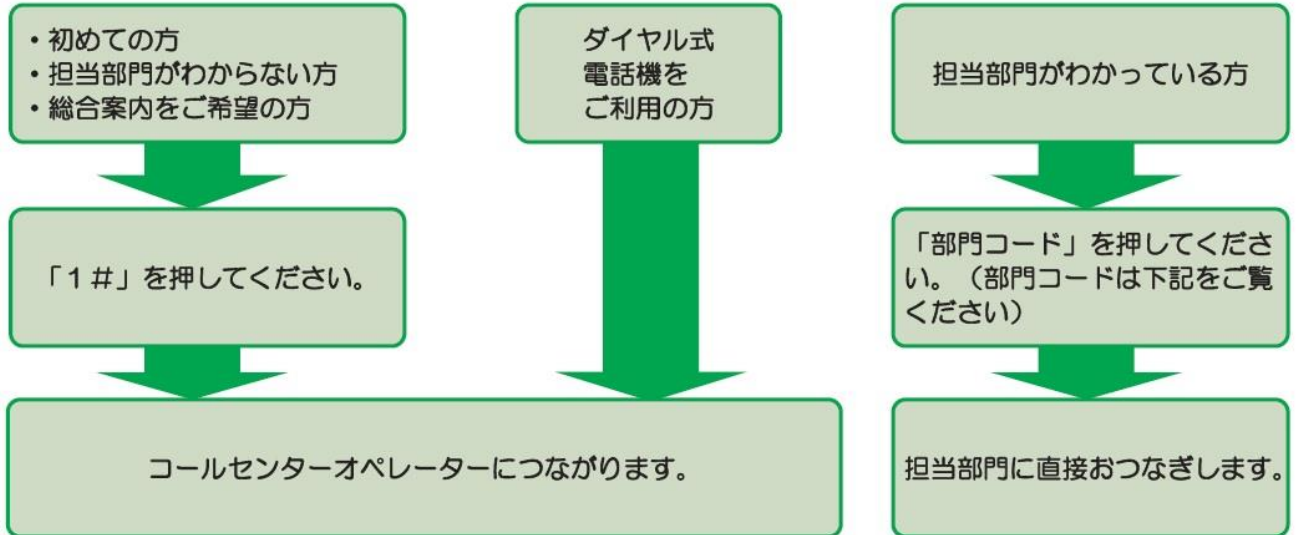 ・初めての方
・担当部門がわからない方
・総合案内をご希望の方
ダイヤル式
電話機を
ご利用の方
担当部門がわかっている方
「1#」を押してください。
「部門コード」を押してくださ
い。(部門コードは下記をご覧
ください)
コールセンターオペレーターにつながります。
担当部門に直接おつなぎします。